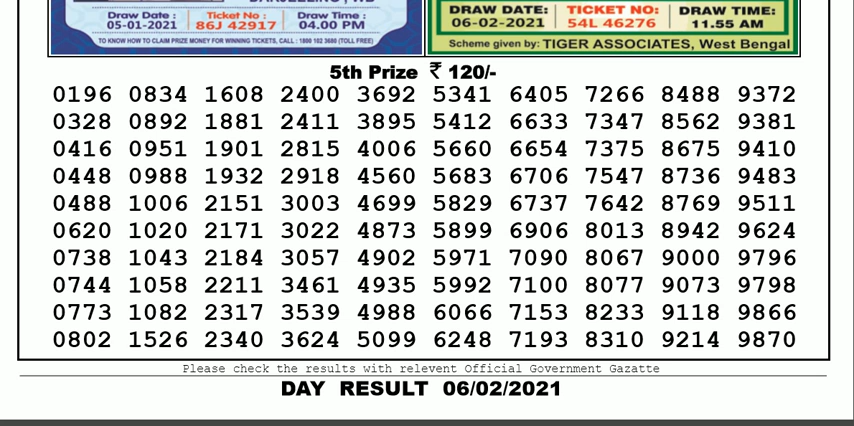 DARJEELING, WB
Draw Date : Ticket No : Draw Time :
05-01-2021 86J 42917 04.00 PM
TO KNOW HOW TO CLAIM PRIZE MONEY FOR WINNING TICKETS, CALL : 1800 102 3680 (TOLL FREE)
DRAW DATE: TICKET NO: DRAW TIME:
06-02-2021 54L 46276 11.55 AM
Scheme given by: TIGER ASSOCIATES, West Bengal
5th Prize ₹ 120/-
0196 0834 1608 2400 3692 5341 6405 7266 8488 9372
0328 0892 1881 2411 3895 5412 6633 7347 8562 9381
0416 0951 1901 2815 4006 5660 6654 7375 8675 9410
0448 0988 1932 2918 4560 5683 6706 7547 8736 9483
0488 1006 2151 3003 4699 5829 6737 7642 8769 9511
0620 1020 2171 3022 4873 5899 6906 8013 8942 9624
0738 1043 2184 3057 4902 5971 7090 8067 9000 9796
0744 1058 2211 3461 4935 5992 7100 8077 9073 9798
0773 1082 2317 3539 4988 6066 7153 8233 9118 9866
0802 1526 2340 3624 5099 6248 7193 8310 9214 9870
Please check the results with relevent Official Government Gazatte
DAY RESULT 06/02/2021